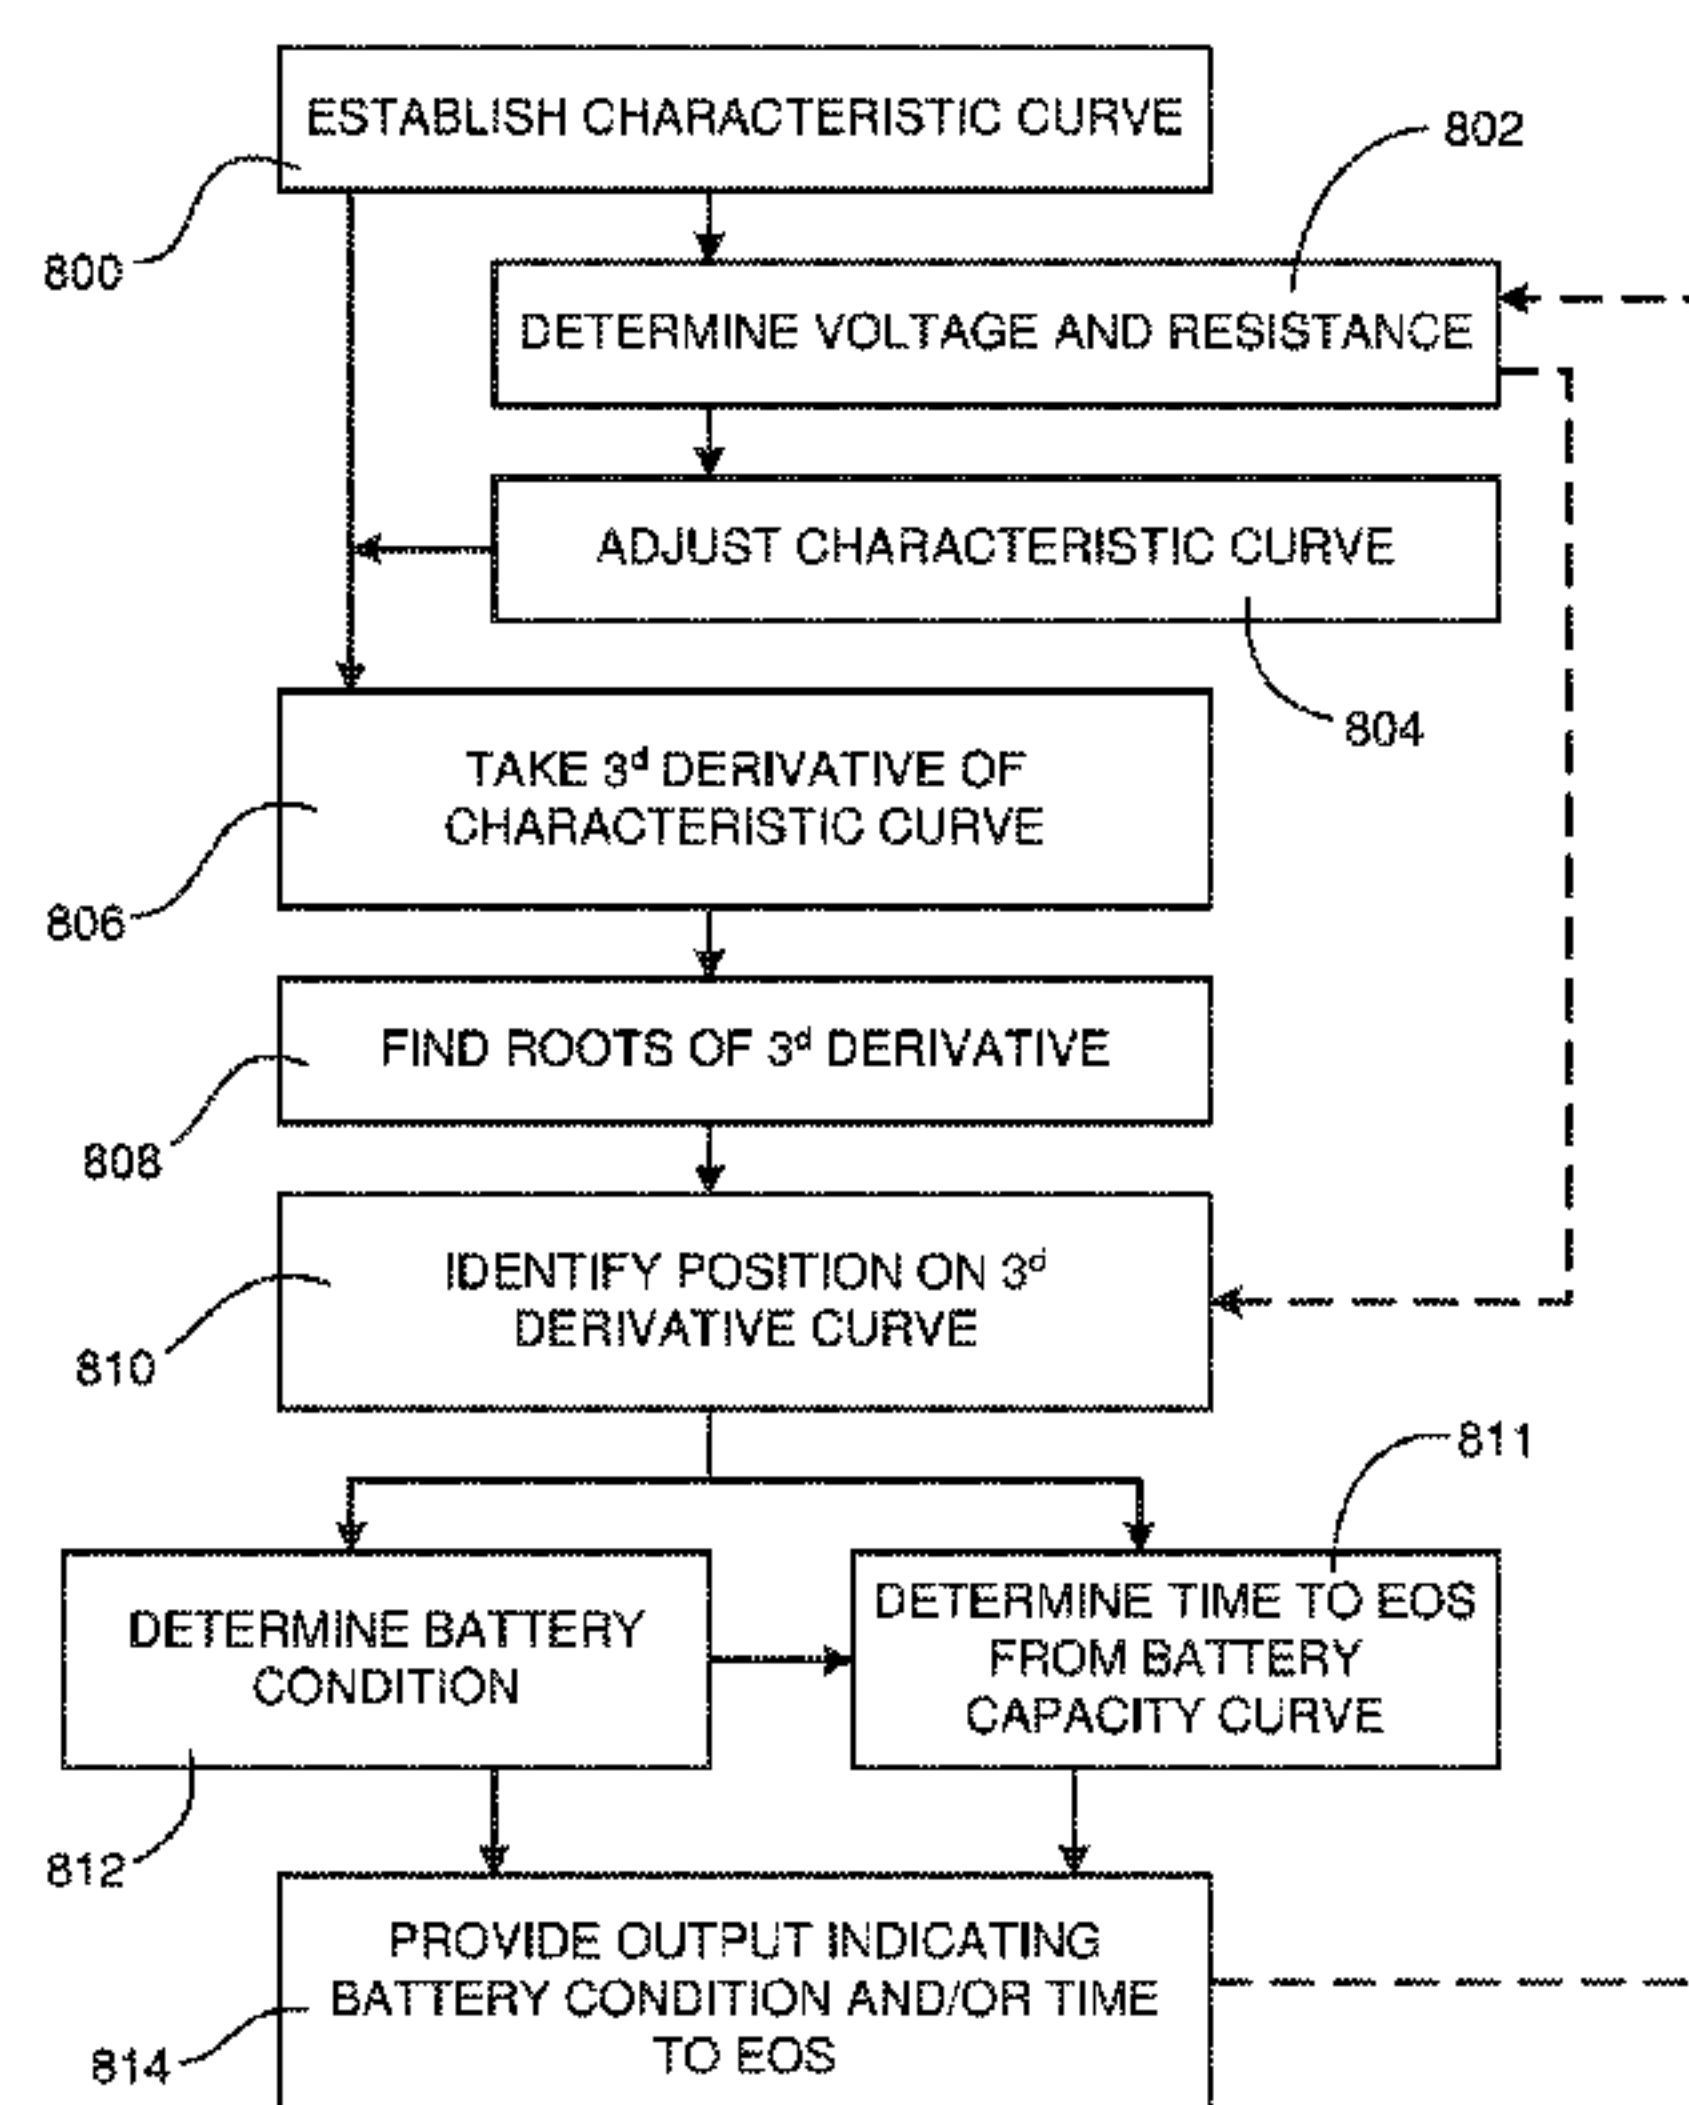 ESTABLISH CHARACTERISTIC CURVE
802
800
DETERMINE VOLTAGE AND RESISTANCE
ADJUST CHARACTERISTIC CURVE
804
TAKE 3ᵈ DERIVATIVE OF
CHARACTERISTIC CURVE
806
FIND ROOTS OF 3ᵈ DERIVATIVE
808
IDENTIFY POSITION ON 3ᵈ
DERIVATIVE CURVE
810
811
DETERMINE BATTERY
CONDITION
DETERMINE TIME TO EOS
FROM BATTERY
CAPACITY CURVE
812
PROVIDE OUTPUT INDICATING
BATTERY CONDITION AND/OR TIME
TO EOS
814